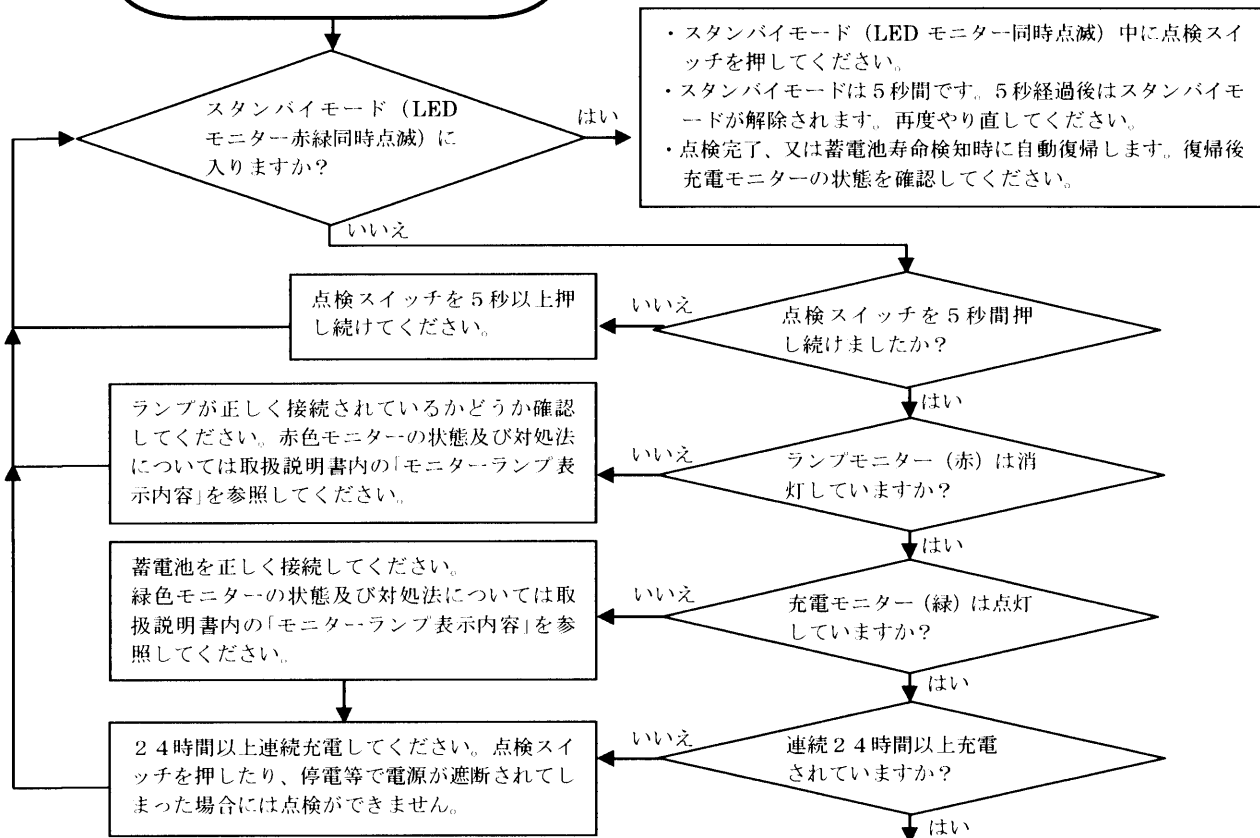 ・スタンバイモード（LED モニター同時点滅）中に点検スイ
ッチを押してください。
・スタンバイモードは５秒間です。５秒経過後はスタンバイモ
ードが解除されます。再度やり直してください。
・点検完了、又は蓄電池寿命検知時に自動復帰します。復帰後
充電モニターの状態を確認してください。
スタンバイモード（LED
モニター赤緑同時点滅）に
入りますか？
はい
いいえ
点検スイッチを５秒間押
し続けましたか？
いいえ
点検スイッチを５秒以上押
し続けてください。
はい
ランプモニター（赤）は消
灯していますか？
いいえ
ランプが正しく接続されているかどうか確認
してください。赤色モニターの状態及び対処法
については取扱説明書内の「モニターランプ表
示内容」を参照してください。
はい
充電モニター（緑）は点灯
していますか？
いいえ
蓄電池を正しく接続してください。
緑色モニターの状態及び対処法については取
扱説明書内の「モニターランプ表示内容」を参
照してください。
はい
連続２４時間以上充電
されていますか？
いいえ
２４時間以上連続充電してください。点検スイ
ッチを押したり、停電等で電源が遮断されてし
まった場合には点検ができません。
はい